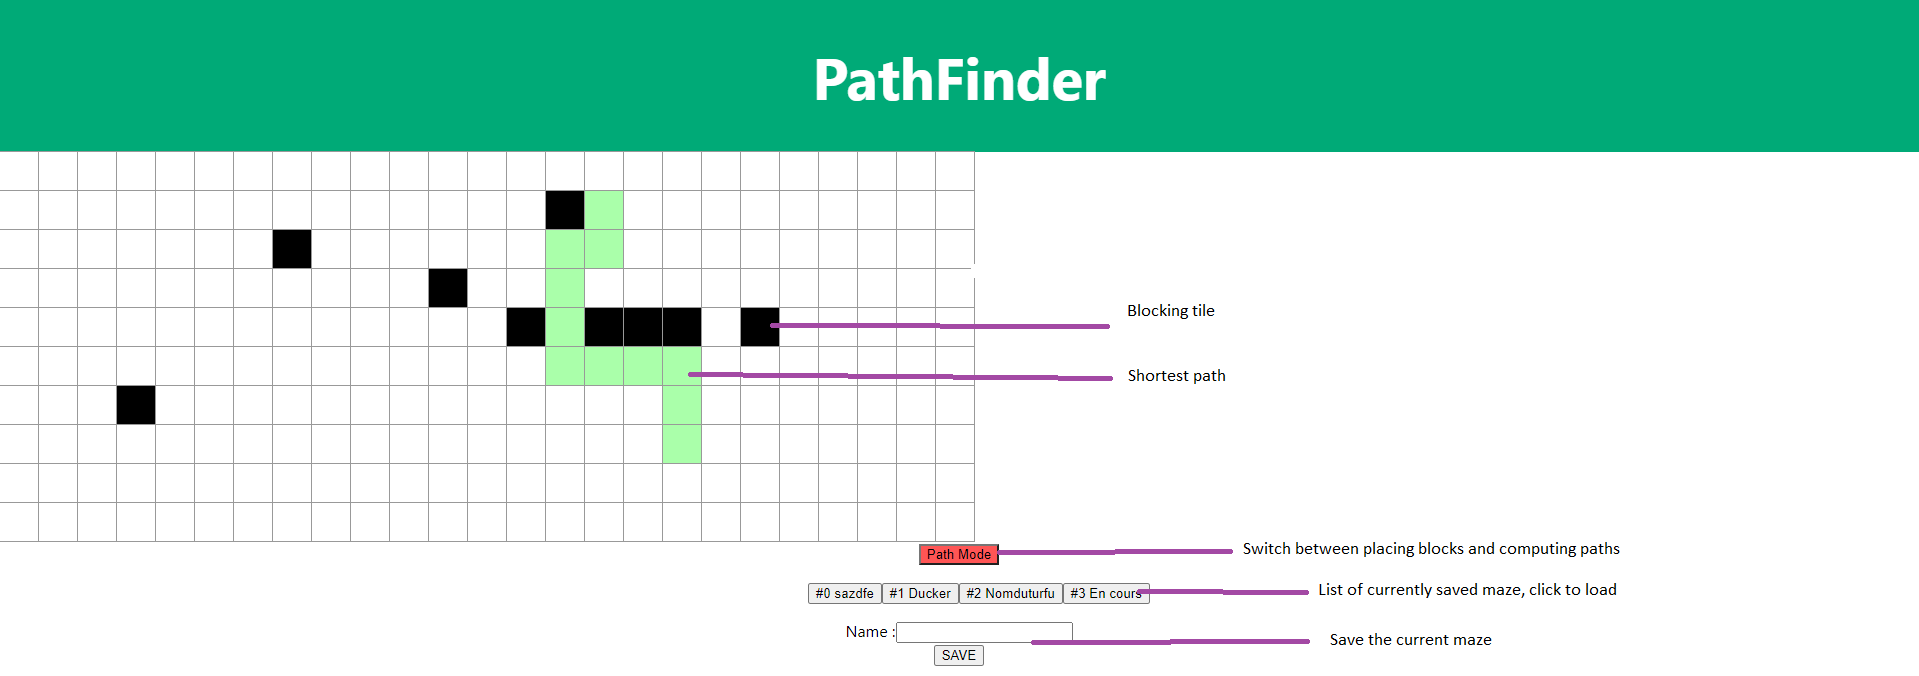 PathFinder
Blocking tile
Shortest path
Path Mode
Switch between placing blocks and computing paths
#0 sazdfe #1 Ducker #2 Nomduturfu #3 En cours
List of currently saved maze, click to load
Name :
Save the current maze
SAVE